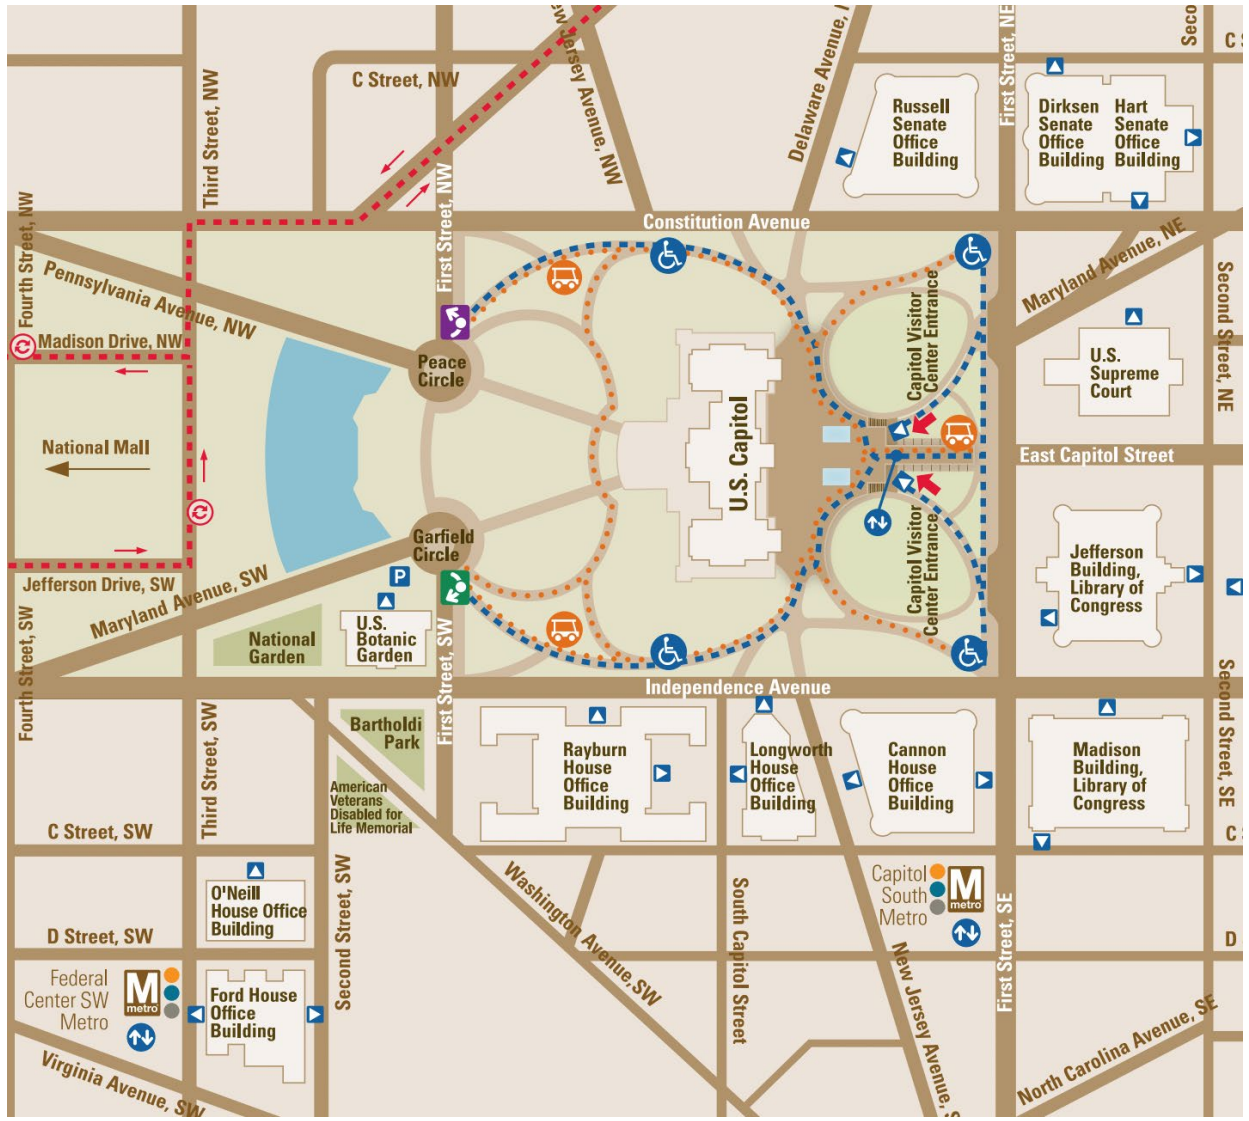 New Jersey Avenue, NW
Delaware Avenue,
First Street, NE
Seco
C S
C Street, NW
Third Street, NW
Russell
Senate
Office
Building
Dirksen
Senate
Office
Building
Hart
Senate
Office
Building
Fourth Street, NW
First Street, NW
Constitution Avenue
Maryland Avenue, NE
Second Street, NE
Pennsylvania Avenue, NW
Madison Drive, NW
Peace
Circle
Capitol Visitor
Center Entrance
U.S.
Supreme
Court
U.S. Capitol
National Mall
East Capitol Street
Garfield
Circle
Capitol Visitor
Center Entrance
Jefferson
Building,
Library of
Congress
Jefferson Drive, SW
Maryland Avenue, SW
P
U.S.
Botanic
Garden
National
Garden
Fourth Street, SW
First Street, SW
Independence Avenue
Second Street, SE
Third Street, SW
Bartholdi
Park
American
Veterans
Disabled for
Life Memorial
Rayburn
House
Office
Building
Longworth
House
Office
Building
Cannon
House
Office
Building
Madison
Building,
Library of
Congress
C Street, SW
C S
O'Neill
House Office
Building
Second Street, SW
Washington Avenue, SW
South Capitol Street
Capitol
South
Metro
M
metro
First Street, SE
D Street, SW
D
New Jersey Avenue, S
Federal
Center SW
Metro
M
metro
Ford House
Office
Building
Virginia Avenue, SW
North Carolina Avenue, SE